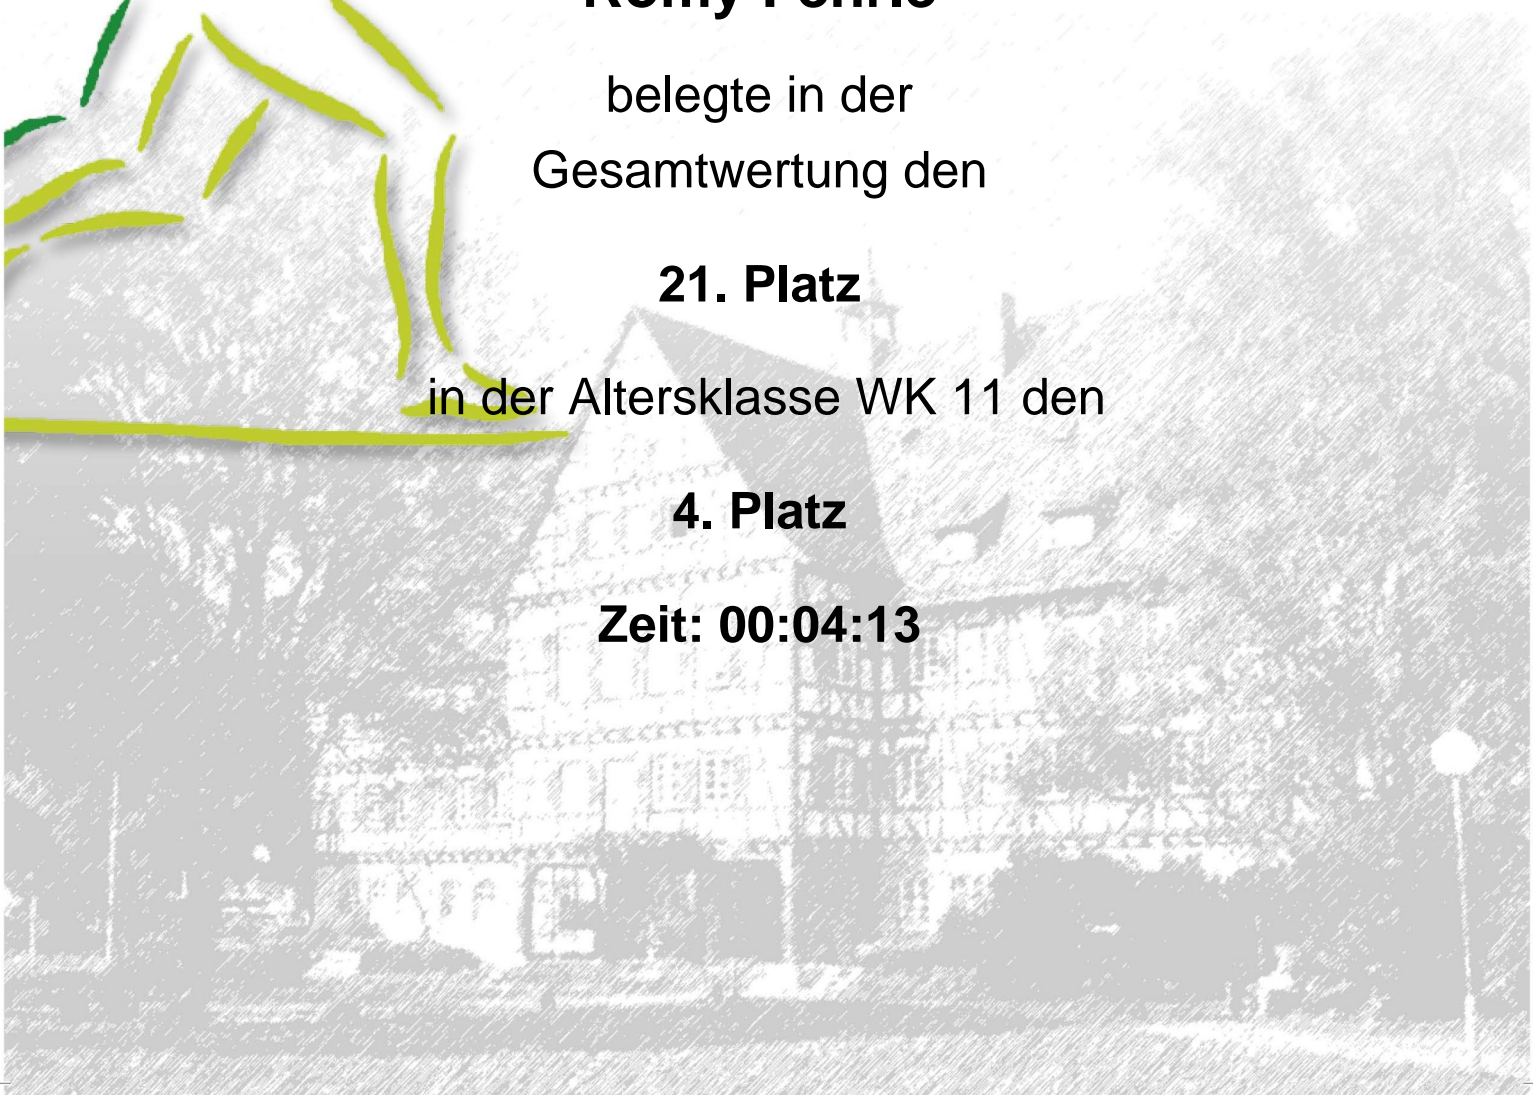 belegte in der
Gesamtwertung den
21. Platz
in der Altersklasse WK 11 den
4. Platz
Zeit: 00:04:13